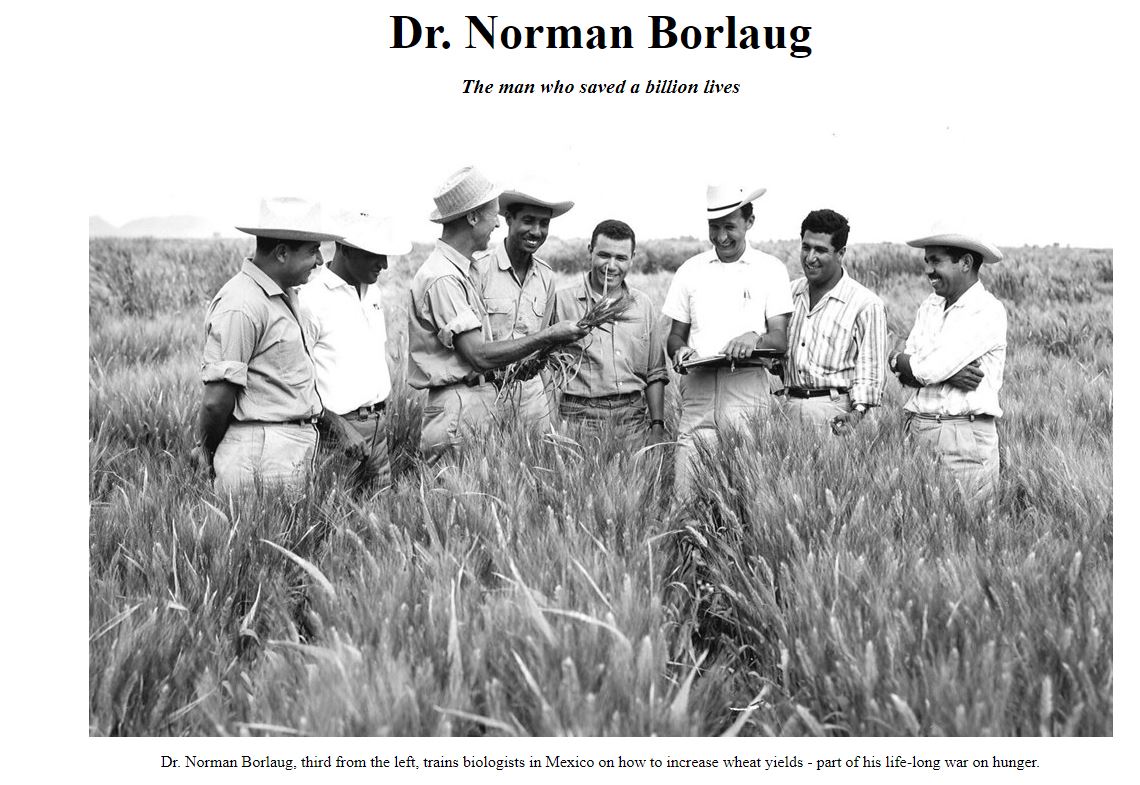 Dr. Norman Borlaug
The man who saved a billion lives
Dr. Norman Borlaug, third from the left, trains biologists in Mexico on how to increase wheat yields - part of his life-long war on hunger.